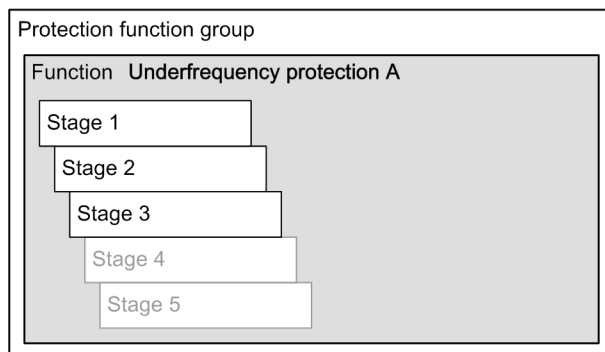 Protection function group
Function Underfrequency protection A
Stage 1
Stage 2
Stage 3
Stage 4
Stage 5